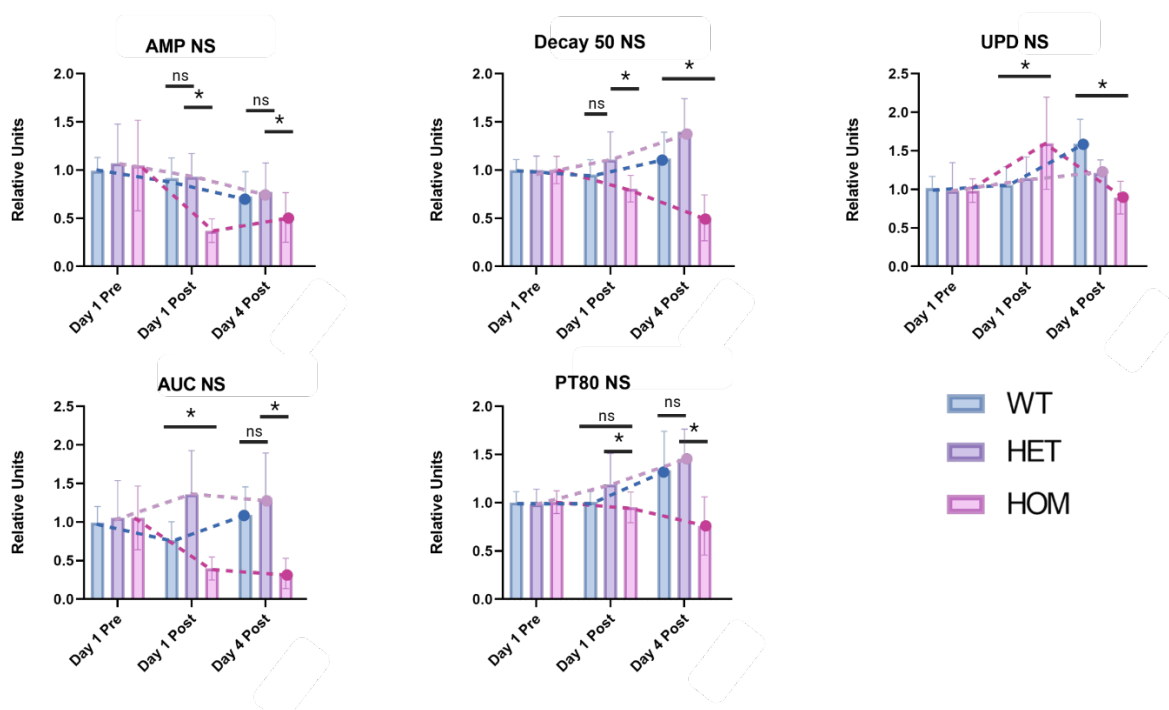 AMP NS
Relative Units
2.0
1.5
1.0
0.5
0.0
ns
*
ns
*
Day 1 Pre
Day 1 Post
Day 4 Post
Decay 50 NS
Relative Units
2.0
1.5
1.0
0.5
0.0
ns
*
*
Day 1 Pre
Day 1 Post
Day 4 Post
UPD NS
Relative Units
2.5
2.0
1.5
1.0
0.5
0.0
*
*
Day 1 Pre
Day 1 Post
Day 4 Post
AUC NS
Relative Units
2.5
2.0
1.5
1.0
0.5
0.0
*
ns
*
Day 1 Pre
Day 1 Post
Day 4 Post
PT80 NS
Relative Units
2.0
1.5
1.0
0.5
0.0
ns
*
ns
*
Day 1 Pre
Day 1 Post
Day 4 Post
WT
HET
HOM